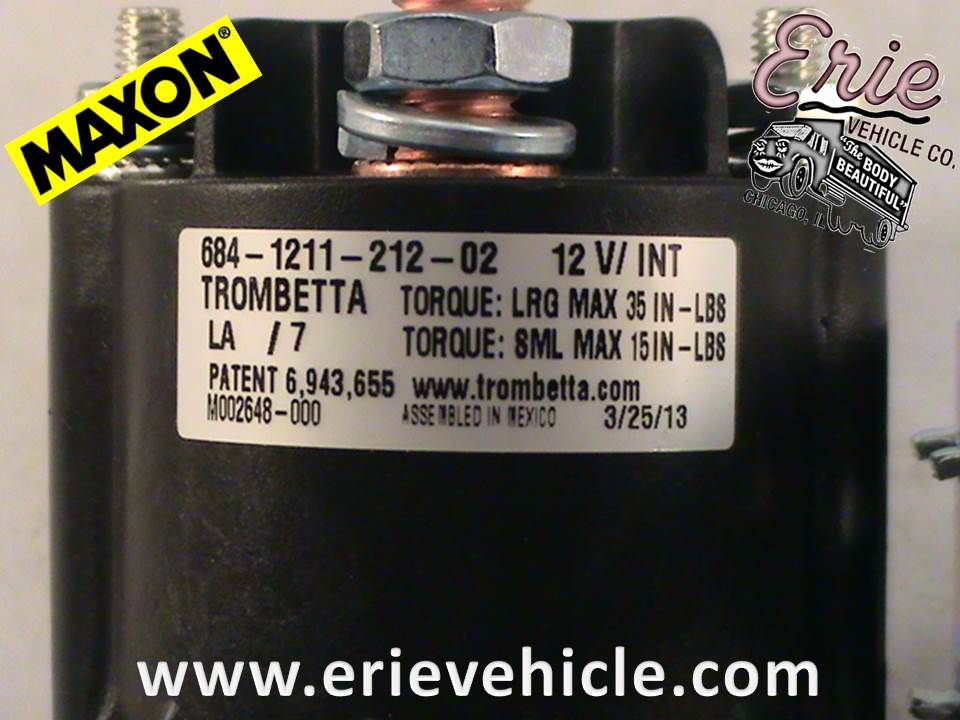 MAXON®
Erie
VEHICLE CO.
"The BODY
BEAUTIFUL"
CHICAGO, IL
684-1211-212-02 12 V/ INT
TROMBETTA TORQUE: LRG MAX 35 IN-LBS
LA / 7 TORQUE: SML MAX 15 IN-LBS
PATENT 6,943,655 www.trombetta.com
M002648-000 ASSEMBLED IN MEXICO 3/25/13
www.erievehicle.com